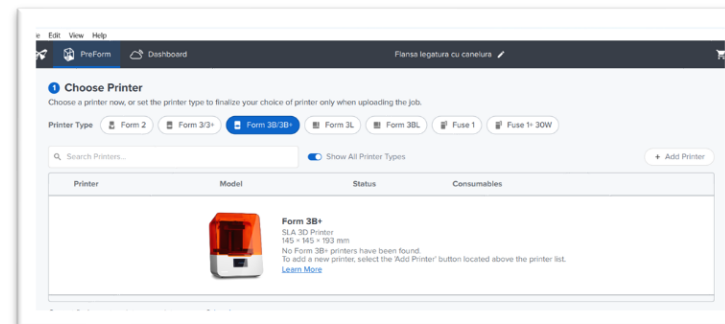 e Edit View Help
PreForm Dashboard Flansa legatura cu canelura
1 Choose Printer
Choose a printer now, or set the printer type to finalize your choice of printer only when uploading the job.
Printer Type Form 2 Form 3/3+ Form 3B/3B+ Form 3L Form 3BL Fuse 1 Fuse 1+ 30W
Search Printers... Show All Printer Types + Add Printer
Printer Model Status Consumables
Form 3B+
SLA 3D Printer
145 × 145 × 193 mm
No Form 3B+ printers have been found.
To add a new printer, select the 'Add Printer' button located above the printer list.
Learn More